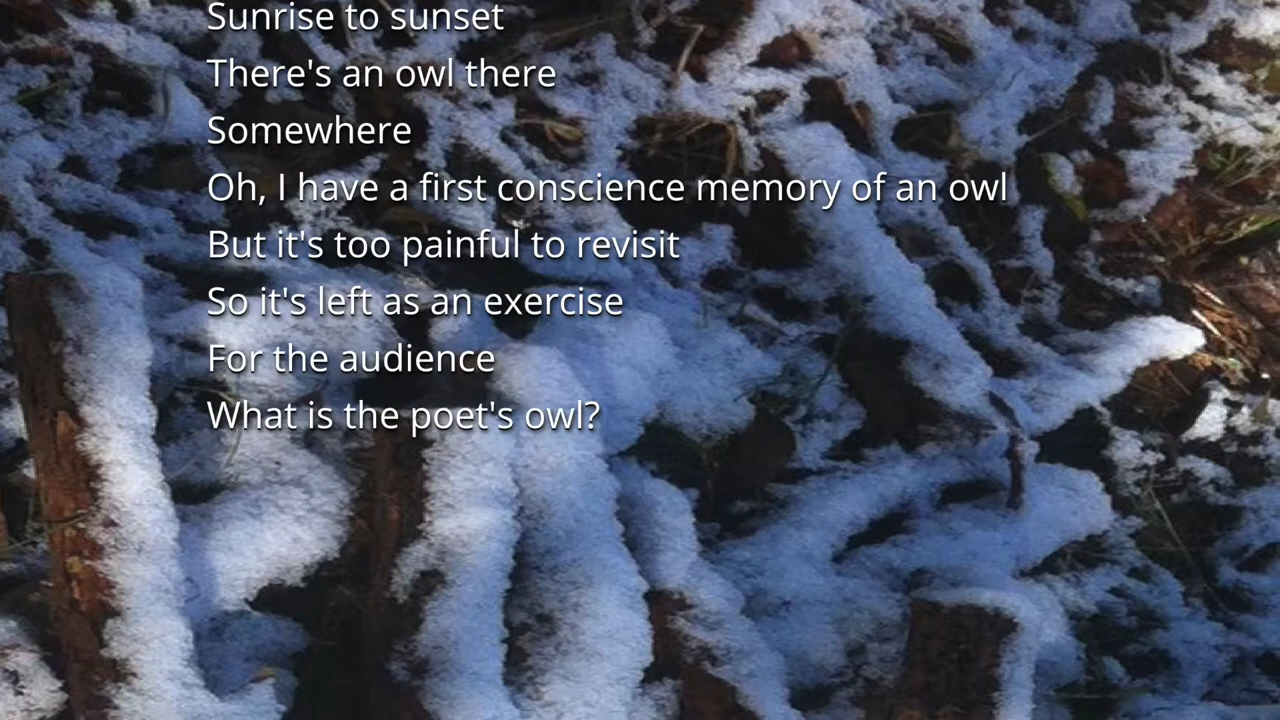 Sunrise to sunset
There's an owl there
Somewhere
Oh, I have a first conscience memory of an owl
But it's too painful to revisit
So it's left as an exercise
For the audience
What is the poet's owl?